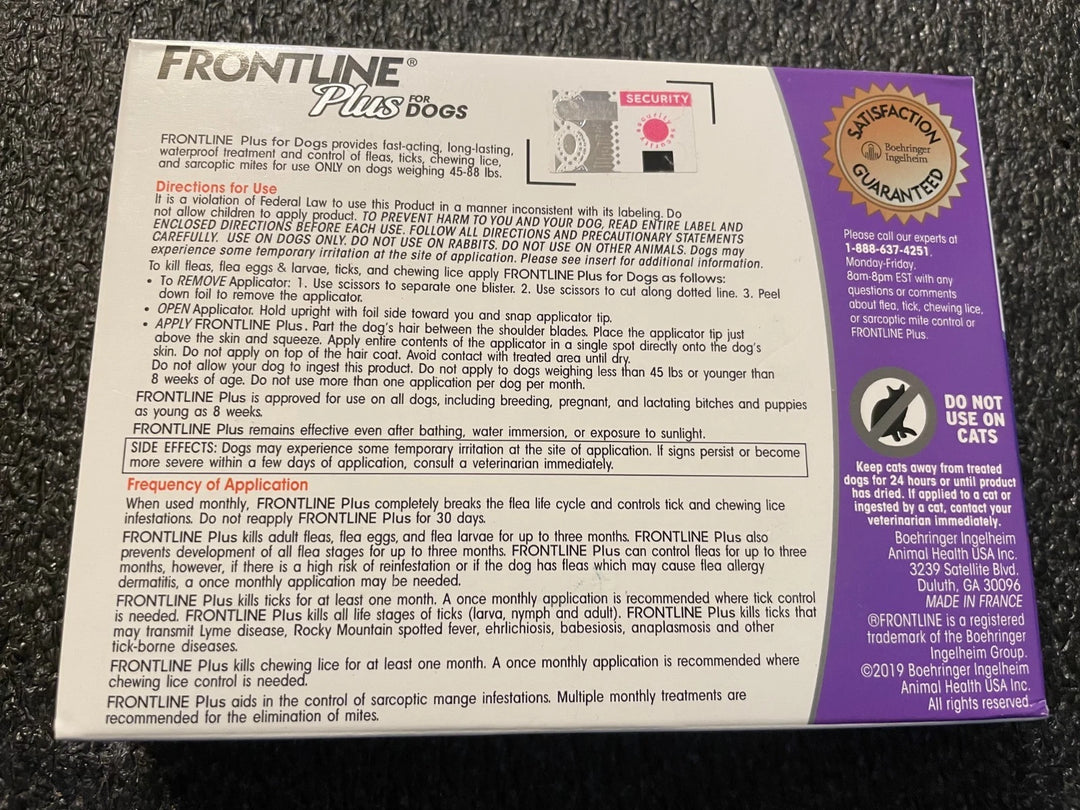 FRONTLINE®
Plus FOR DOGS
SECURITY
FRONTLINE Plus for Dogs provides fast-acting, long-lasting,
waterproof treatment and control of fleas, ticks, chewing lice,
and sarcoptic mites for use ONLY on dogs weighing 45-88 lbs.
Directions for Use
It is a violation of Federal Law to use this Product in a manner inconsistent with its labeling. Do
not allow children to apply product. TO PREVENT HARM TO YOU AND YOUR DOG, READ ENTIRE LABEL AND
ENCLOSED DIRECTIONS BEFORE EACH USE. FOLLOW ALL DIRECTIONS AND PRECAUTIONARY STATEMENTS
CAREFULLY. USE ON DOGS ONLY. DO NOT USE ON RABBITS. DO NOT USE ON OTHER ANIMALS. Dogs may
experience some temporary irritation at the site of application. Please see insert for additional information.
To kill fleas, flea eggs & larvae, ticks, and chewing lice apply FRONTLINE Plus for Dogs as follows:
• To REMOVE Applicator: 1. Use scissors to separate one blister. 2. Use scissors to cut along dotted line. 3. Peel
down foil to remove the applicator.
• OPEN Applicator. Hold upright with foil side toward you and snap applicator tip.
• APPLY FRONTLINE Plus. Part the dog's hair between the shoulder blades. Place the applicator tip just
above the skin and squeeze. Apply entire contents of the applicator in a single spot directly onto the dog's
skin. Do not apply on top of the hair coat. Avoid contact with treated area until dry.
Do not allow your dog to ingest this product. Do not apply to dogs weighing less than 45 lbs or younger than
8 weeks of age. Do not use more than one application per dog per month.
FRONTLINE Plus is approved for use on all dogs, including breeding, pregnant, and lactating bitches and puppies
as young as 8 weeks.
FRONTLINE Plus remains effective even after bathing, water immersion, or exposure to sunlight.
SIDE EFFECTS: Dogs may experience some temporary irritation at the site of application. If signs persist or become
more severe within a few days of application, consult a veterinarian immediately.
Frequency of Application
When used monthly, FRONTLINE Plus completely breaks the flea life cycle and controls tick and chewing lice
infestations. Do not reapply FRONTLINE Plus for 30 days.
FRONTLINE Plus kills adult fleas, flea eggs, and flea larvae for up to three months. FRONTLINE Plus also
prevents development of all flea stages for up to three months. FRONTLINE Plus can control fleas for up to three
months, however, if there is a high risk of reinfestation or if the dog has fleas which may cause flea allergy
dermatitis, a once monthly application may be needed.
FRONTLINE Plus kills ticks for at least one month. A once monthly application is recommended where tick control
is needed. FRONTLINE Plus kills all life stages of ticks (larva, nymph and adult). FRONTLINE Plus kills ticks that
may transmit Lyme disease, Rocky Mountain spotted fever, ehrlichiosis, babesiosis, anaplasmosis and other
tick-borne diseases.
FRONTLINE Plus kills chewing lice for at least one month. A once monthly application is recommended where
chewing lice control is needed.
FRONTLINE Plus aids in the control of sarcoptic mange infestations. Multiple monthly treatments are
recommended for the elimination of mites.
SATISFACTION
Boehringer
Ingelheim
GUARANTEED
Please call our experts at
1-888-637-4251.
Monday-Friday.
8am-8pm EST with any
questions or comments
about flea, tick, chewing lice,
or sarcoptic mite control or
FRONTLINE Plus.
DO NOT
USE ON
CATS
Keep cats away from treated
dogs for 24 hours or until product
has dried. If applied to a cat or
ingested by a cat, contact your
veterinarian immediately.
Boehringer Ingelheim
Animal Health USA Inc.
3239 Satellite Blvd.
Duluth, GA 30096
MADE IN FRANCE
®FRONTLINE is a registered
trademark of the Boehringer
Ingelheim Group.
©2019 Boehringer Ingelheim
Animal Health USA Inc.
All rights reserved.